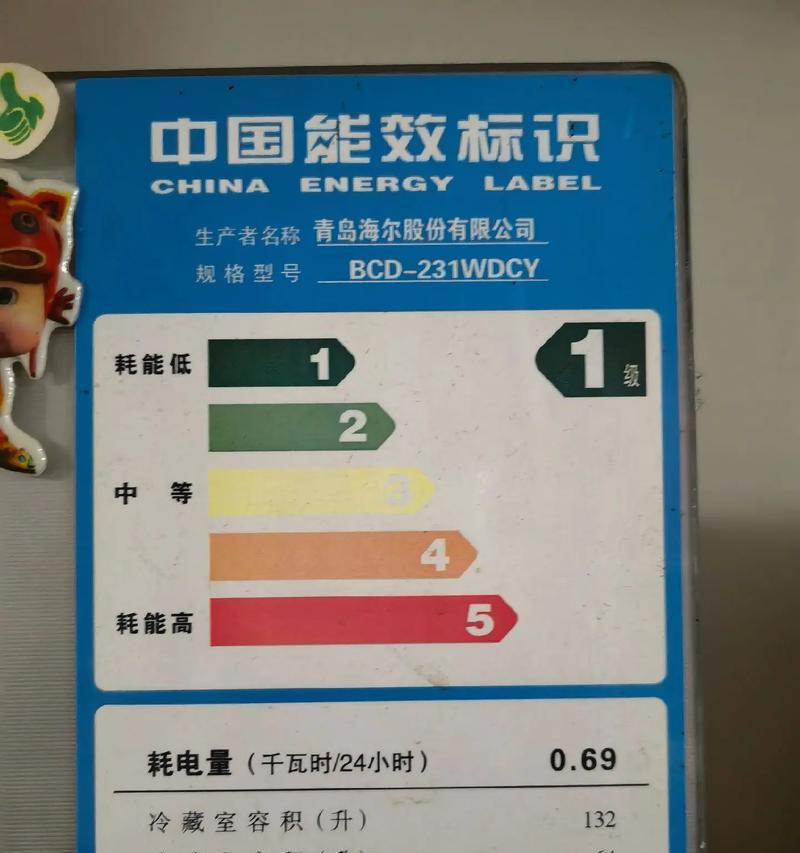 中国能效标识
CHINA ENERGY LABEL
生产者名称 青岛海尔股份有限公司
规格型号 BCD-231WDCY
耗能低 1 1级
2
中等 3
4
耗能高 5
耗电量(千瓦时/24小时) 0.69
冷藏室容积(升) 132